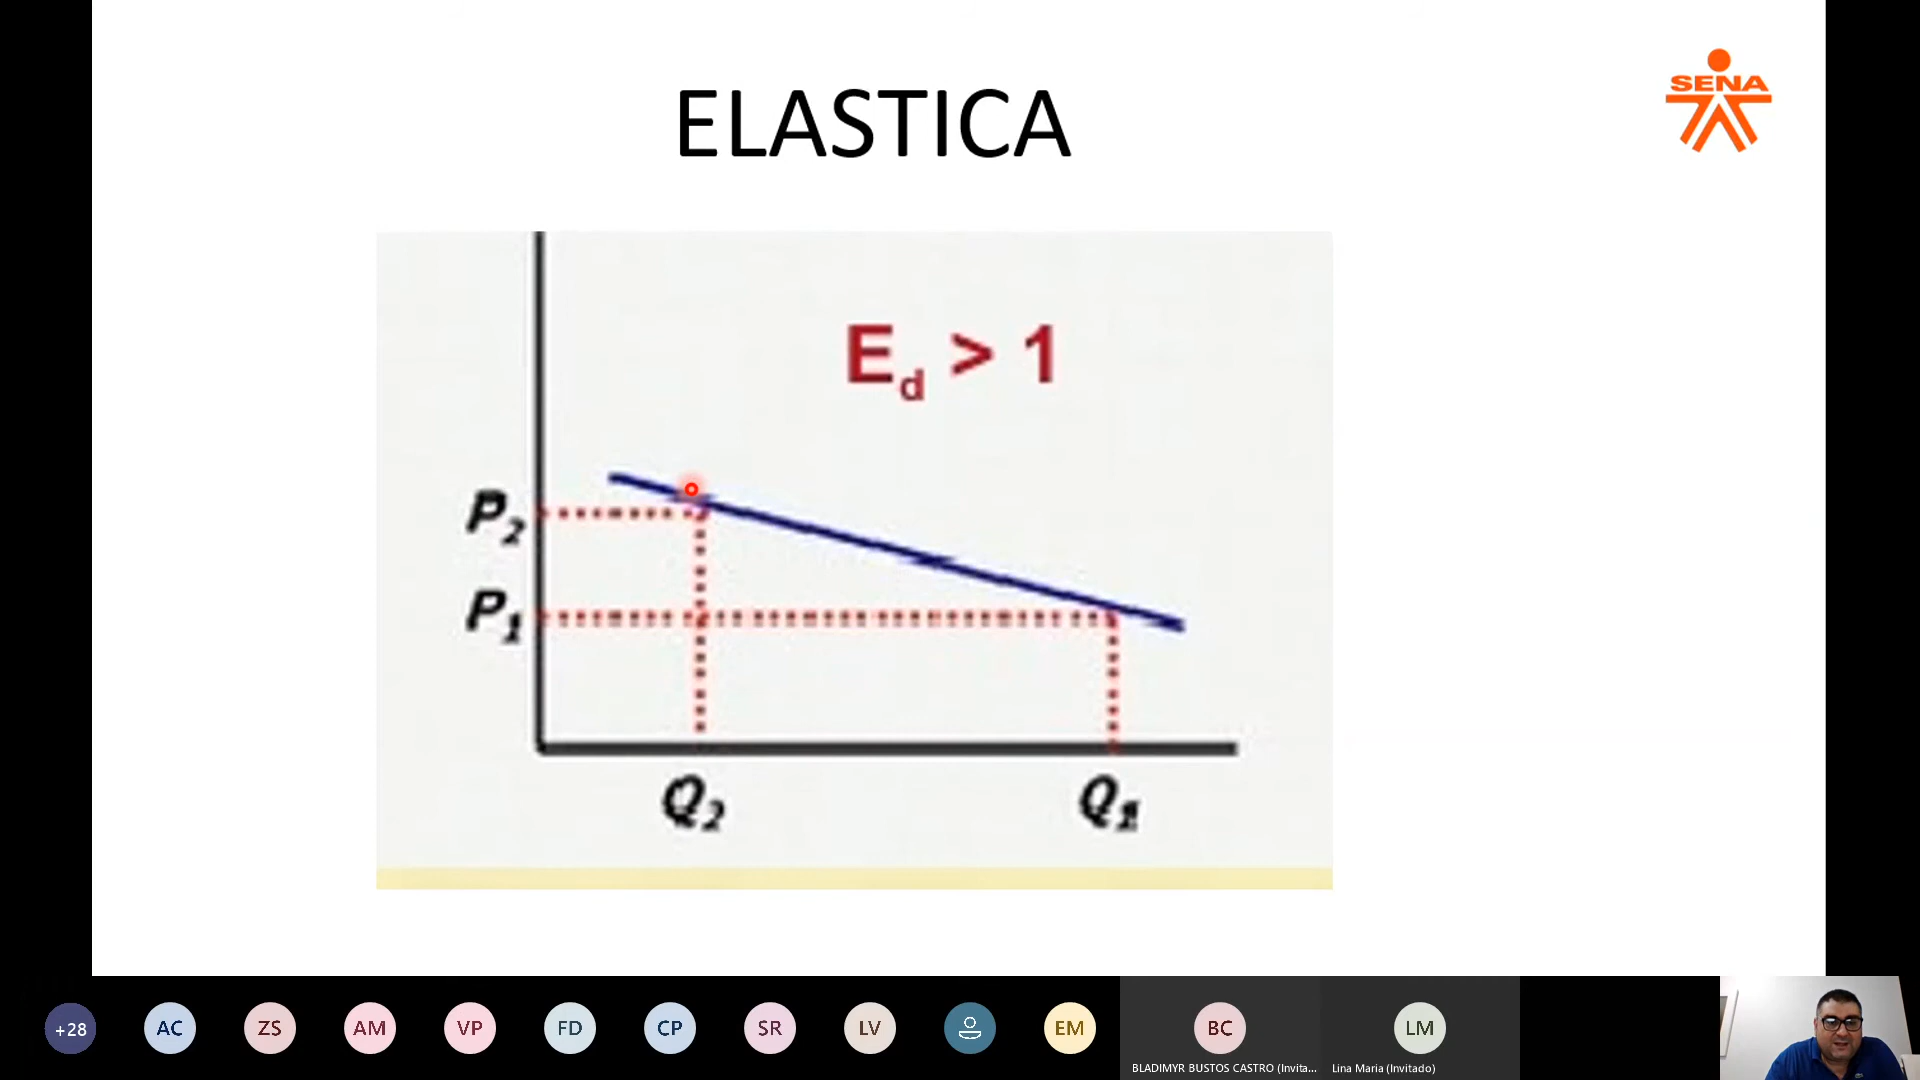 ELASTICA
SENA
Ed > 1
P2
P1
Q2
Q1
+28
AC
ZS
AM
VP
FD
CP
SR
LV
EM
BC
LM
BLADIMYR BUSTOS CASTRO (Invita...
Lina Maria (Invitado)